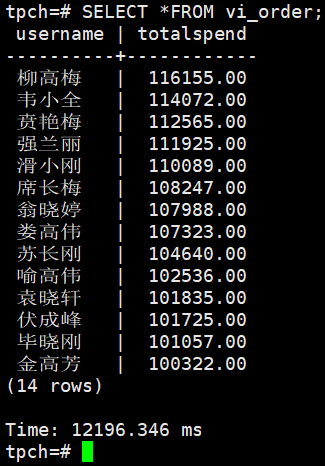 tpch=# SELECT *FROM vi_order;
username | totalspend
----------+------------
柳高梅 | 116155.00
韦小全 | 114072.00
贲艳梅 | 112565.00
强兰丽 | 111925.00
滑小刚 | 110089.00
席长梅 | 108247.00
翁晓婷 | 107988.00
娄高伟 | 107323.00
苏长刚 | 104640.00
喻高伟 | 102536.00
袁晓轩 | 101835.00
伏成峰 | 101725.00
毕晓刚 | 101057.00
金高芳 | 100322.00
(14 rows)
Time: 12196.346 ms
tpch=#